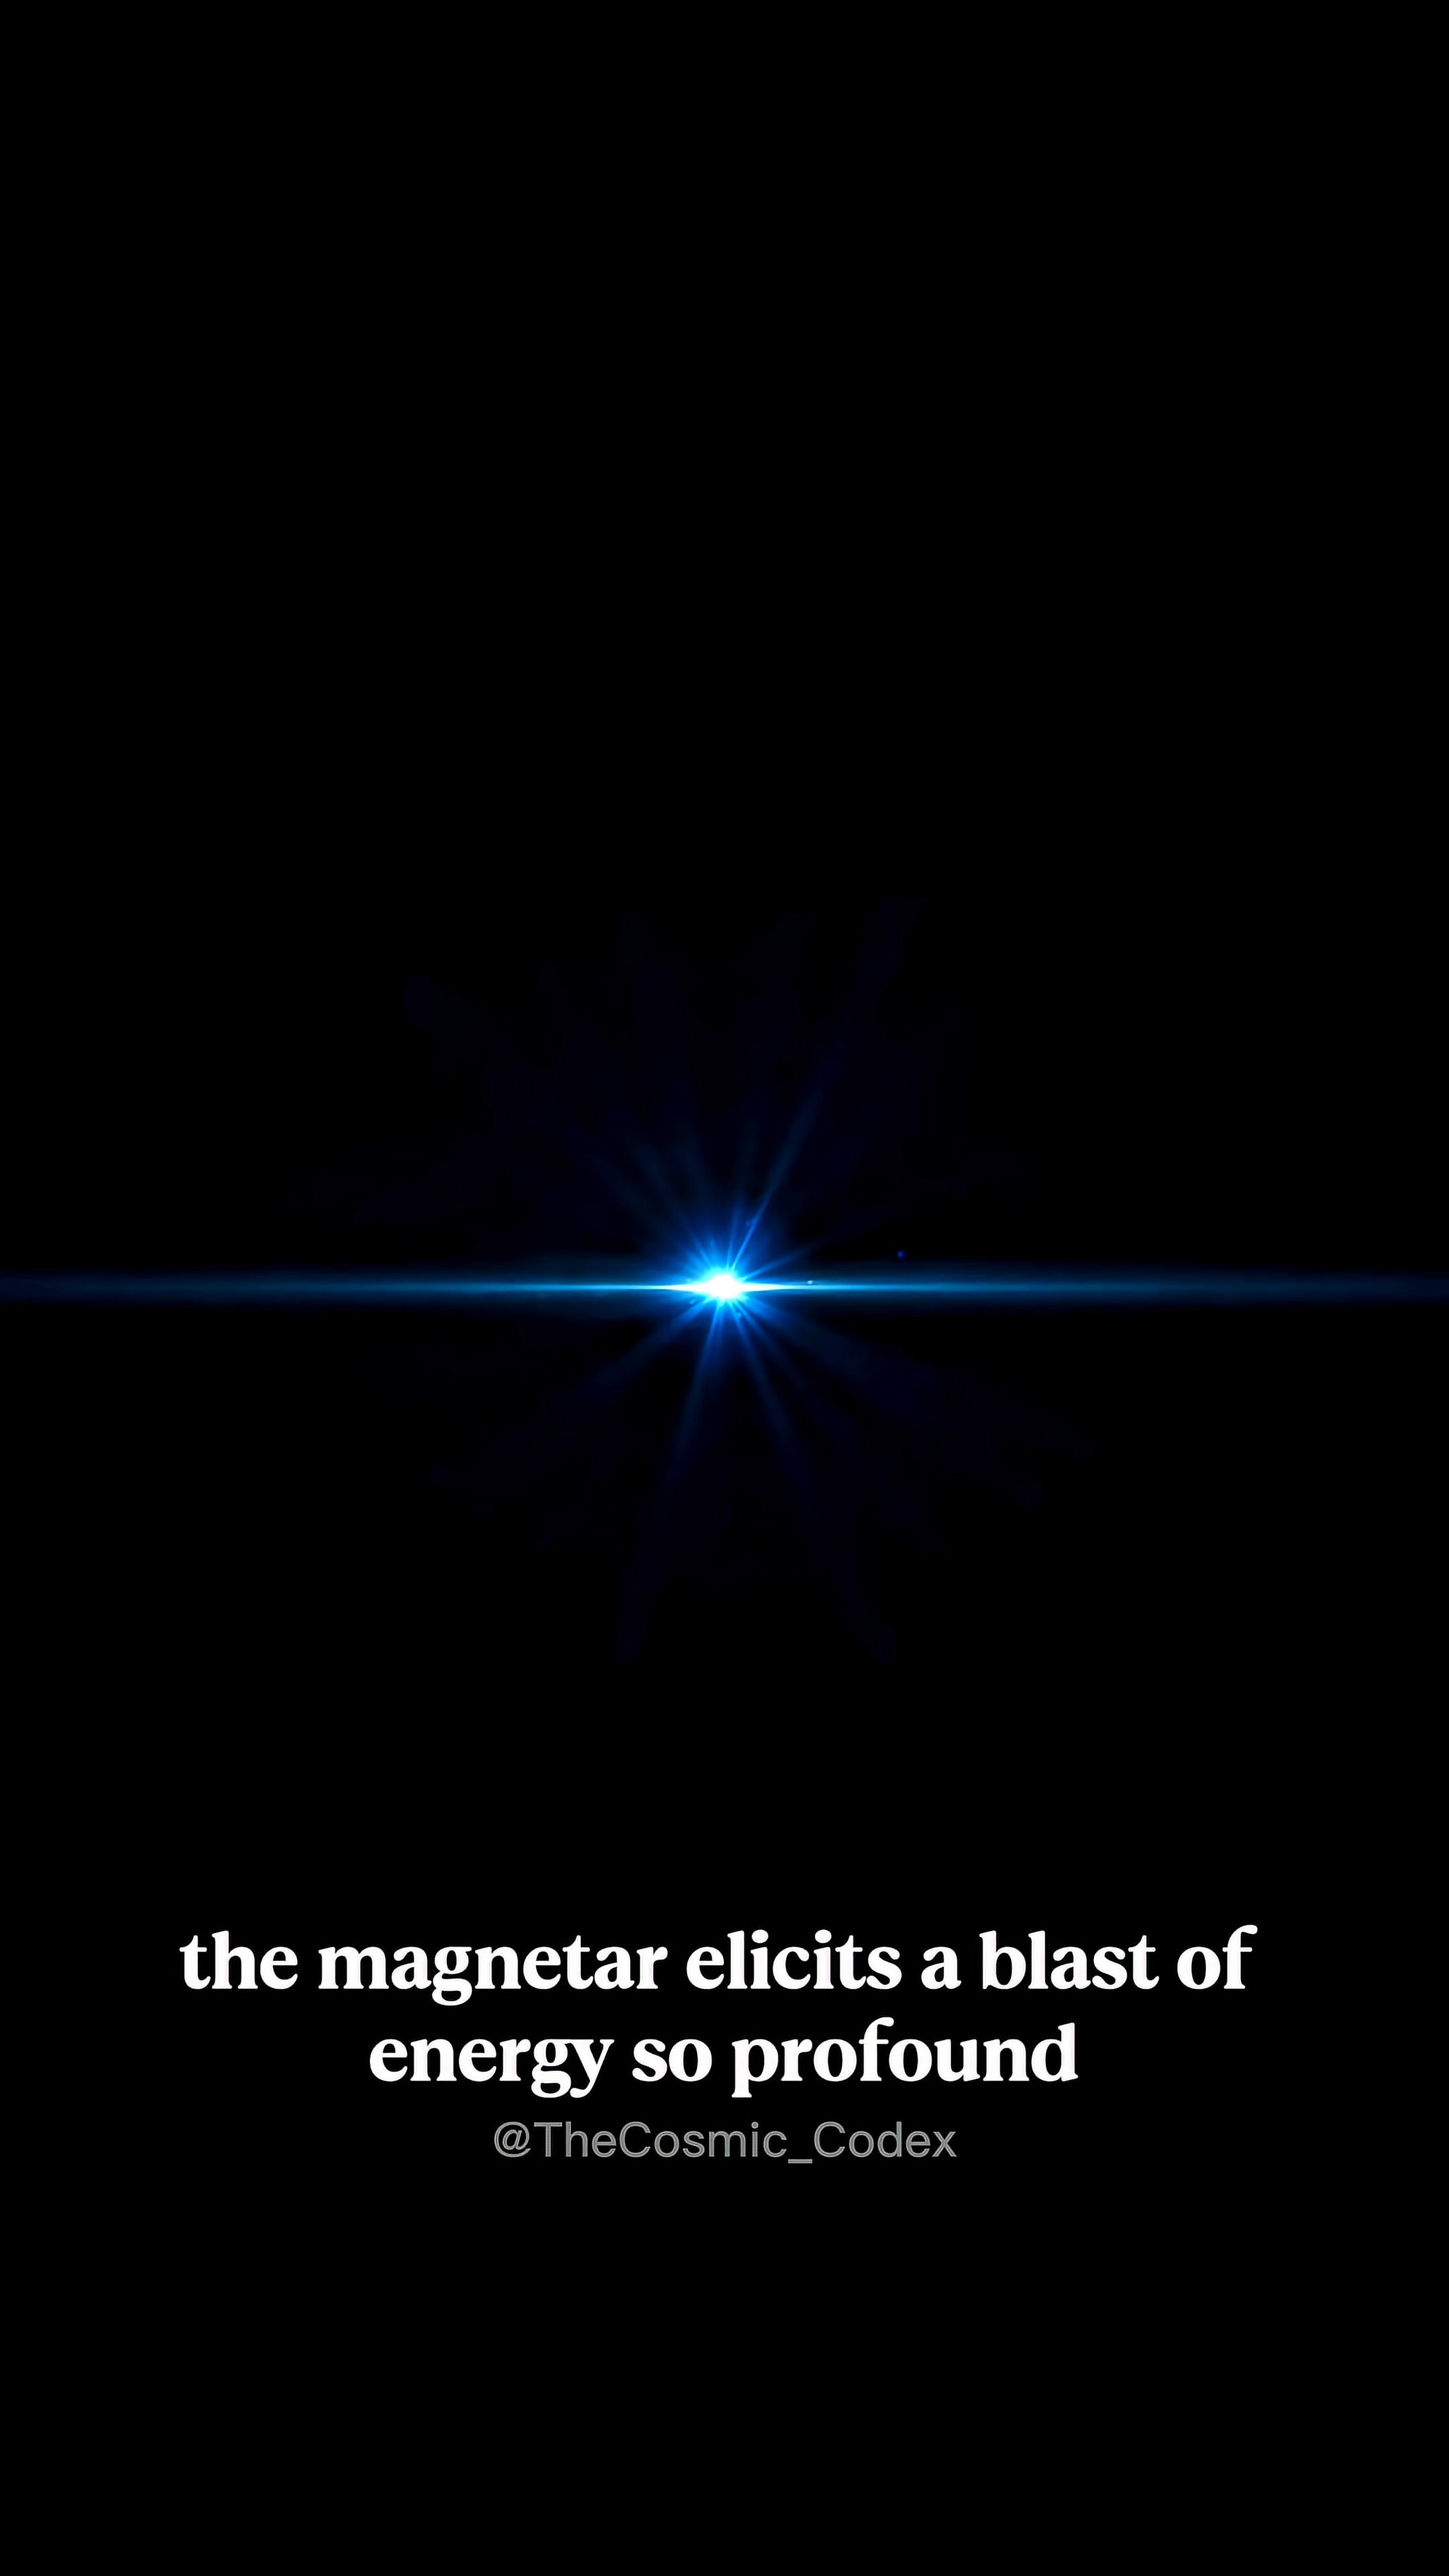 the magnetar elicits a blast of
energy so profound
@TheCosmic_Codex